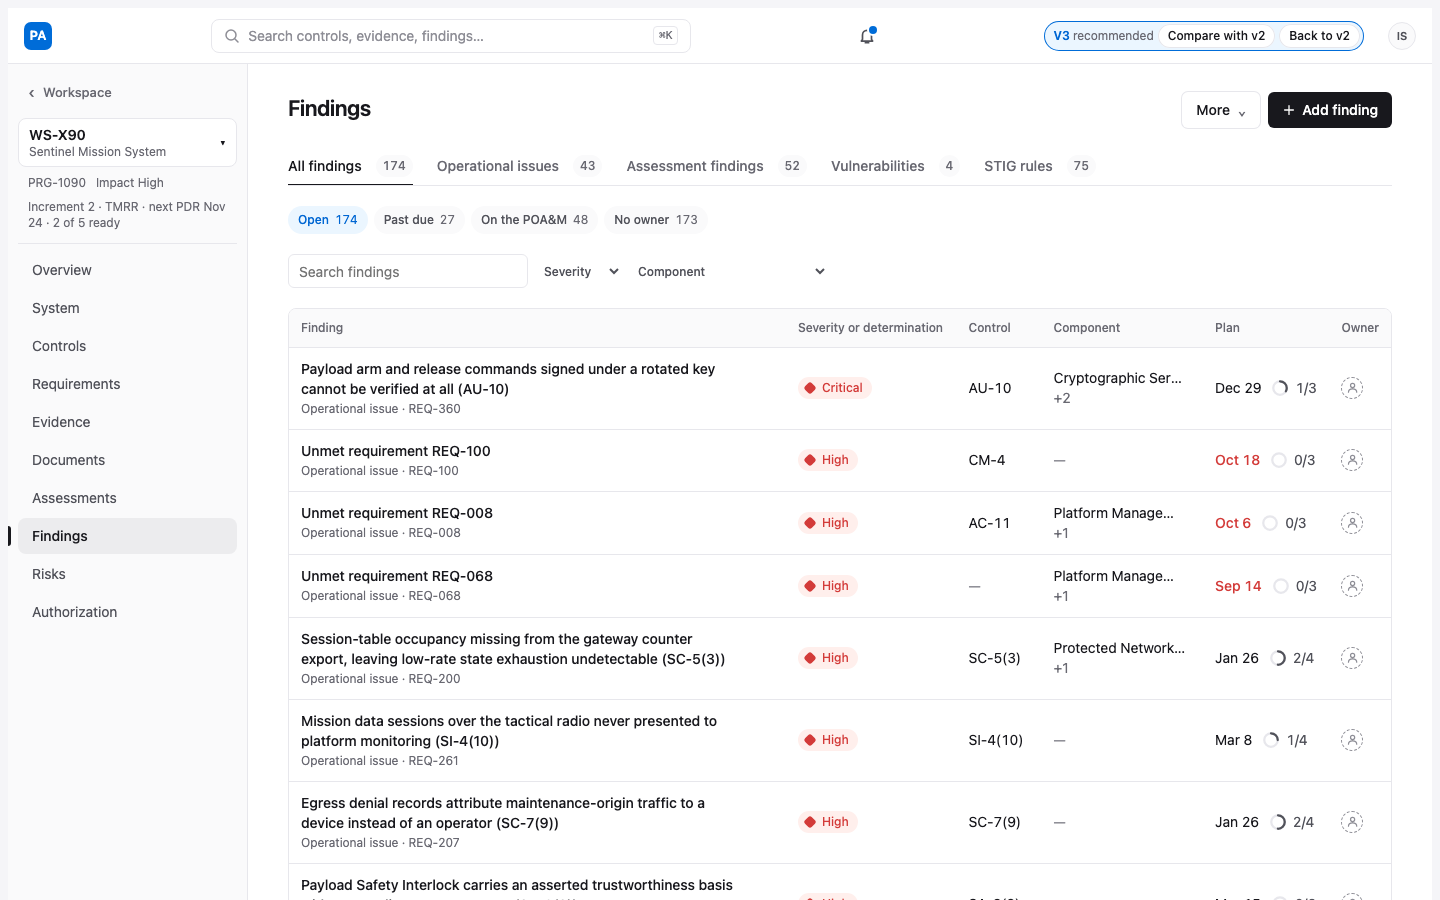 PA
Search controls, evidence, findings...
⌘K
V3 recommended
Compare with v2
Back to v2
IS
‹ Workspace
WS-X90
Sentinel Mission System
PRG-1090 Impact High
Increment 2 · TMRR · next PDR Nov
24 · 2 of 5 ready
Overview
System
Controls
Requirements
Evidence
Documents
Assessments
Findings
Risks
Authorization
Findings
More
+ Add finding
All findings 174
Operational issues 43
Assessment findings 52
Vulnerabilities 4
STIG rules 75
Open 174
Past due 27
On the POA&M 48
No owner 173
Search findings
Severity
Component
Finding
Severity or determination
Control
Component
Plan
Owner
Payload arm and release commands signed under a rotated key
cannot be verified at all (AU-10)
Operational issue · REQ-360
Critical
AU-10
Cryptographic Ser...
+2
Dec 29 1/3
Unmet requirement REQ-100
Operational issue · REQ-100
High
CM-4
—
Oct 18 0/3
Unmet requirement REQ-008
Operational issue · REQ-008
High
AC-11
Platform Manage...
+1
Oct 6 0/3
Unmet requirement REQ-068
Operational issue · REQ-068
High
—
Platform Manage...
+1
Sep 14 0/3
Session-table occupancy missing from the gateway counter
export, leaving low-rate state exhaustion undetectable (SC-5(3))
Operational issue · REQ-200
High
SC-5(3)
Protected Network...
+1
Jan 26 2/4
Mission data sessions over the tactical radio never presented to
platform monitoring (SI-4(10))
Operational issue · REQ-261
High
SI-4(10)
—
Mar 8 1/4
Egress denial records attribute maintenance-origin traffic to a
device instead of an operator (SC-7(9))
Operational issue · REQ-207
High
SC-7(9)
—
Jan 26 2/4
Payload Safety Interlock carries an asserted trustworthiness basis